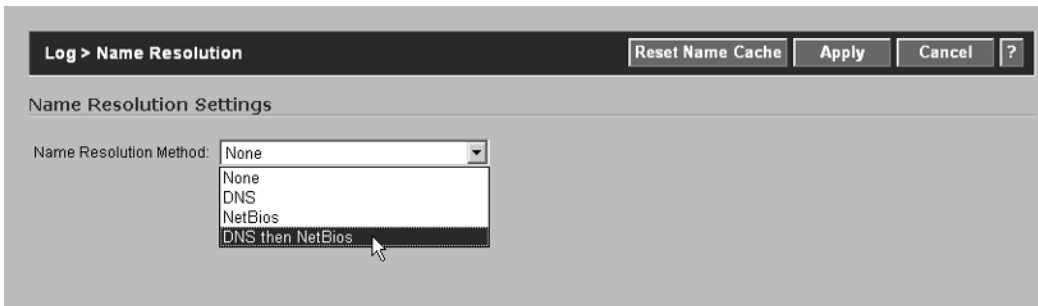 Log > Name Resolution Reset Name Cache Apply Cancel ?
Name Resolution Settings
Name Resolution Method: None
None
DNS
NetBios
DNS then NetBios